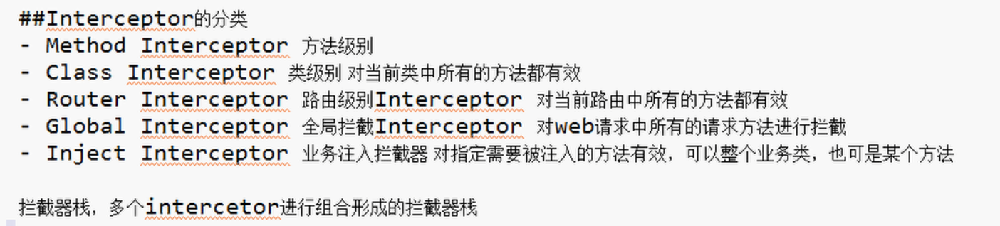 ##Interceptor的分类
- Method Interceptor 方法级别
- Class Interceptor 类级别 对当前类中所有的方法都有效
- Router Interceptor 路由级别Interceptor 对当前路由中所有的方法都有效
- Global Interceptor 全局拦截Interceptor 对web请求中所有的请求方法进行拦截
- Inject Interceptor 业务注入拦截器 对指定需要被注入的方法有效，可以整个业务类，也可是某个方法
拦截器栈，多个intercetor进行组合形成的拦截器栈